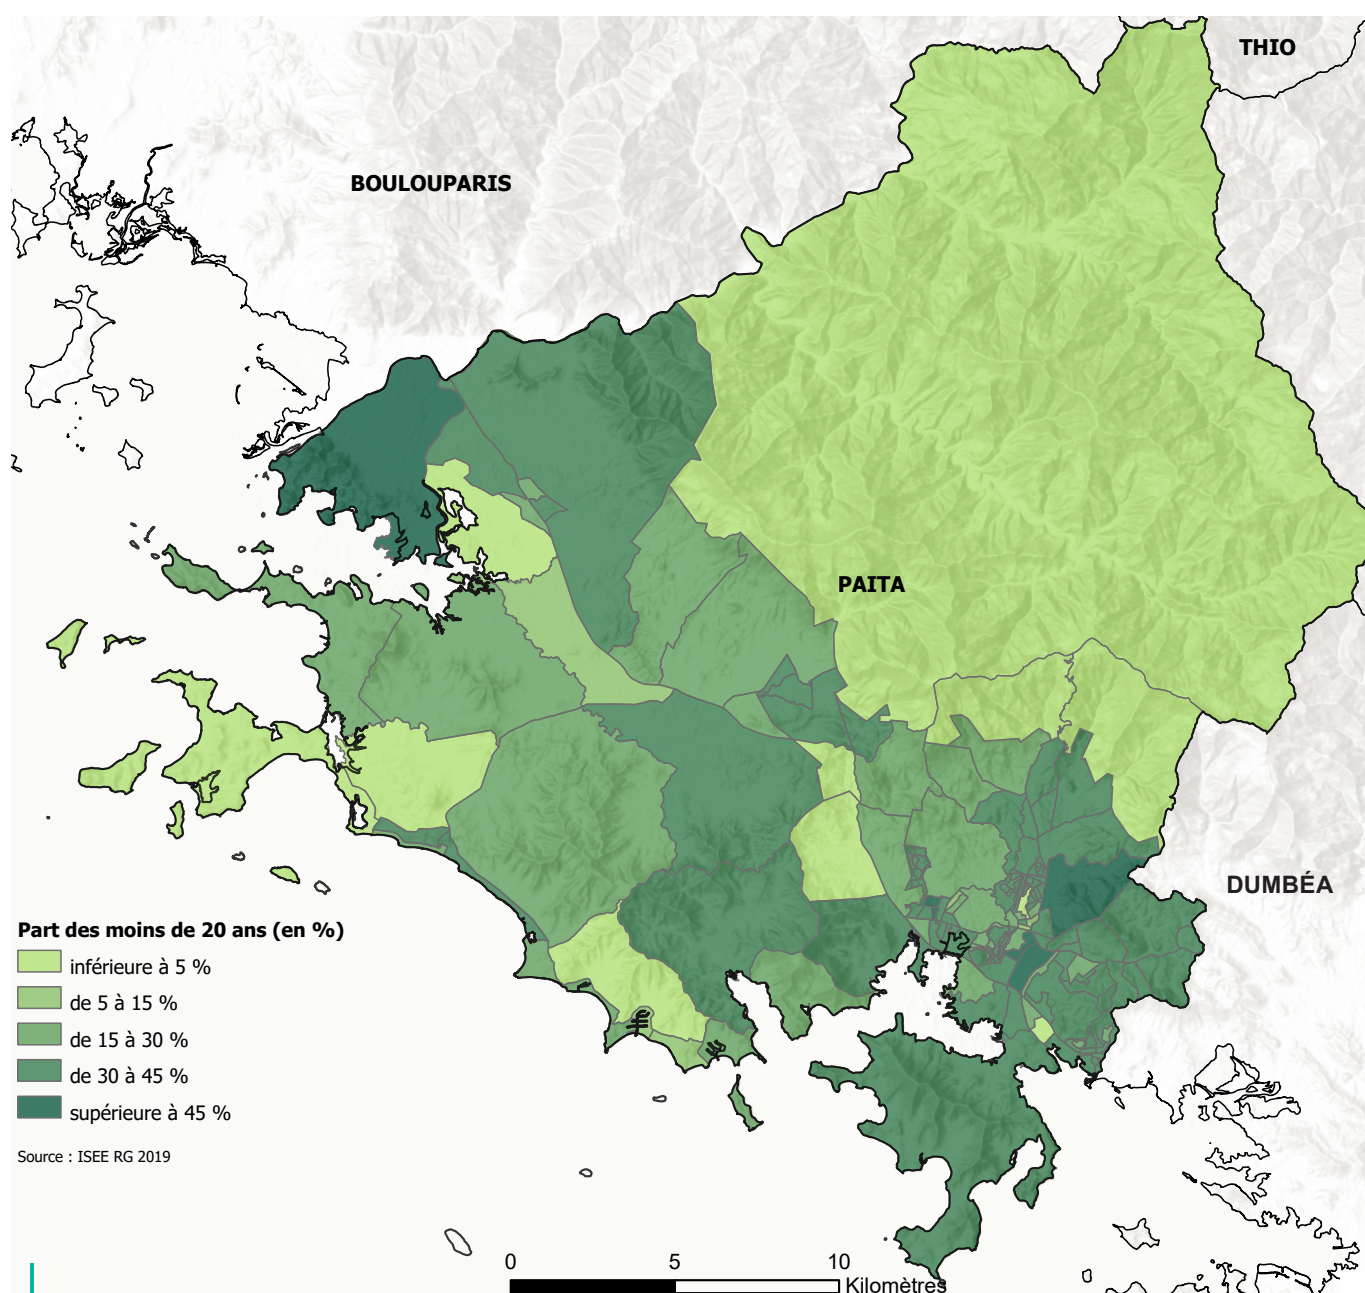 THIO
BOULOUPARIS
PAITA
DUMBÉA
Part des moins de 20 ans (en %)
inférieure à 5 %
de 5 à 15 %
de 15 à 30 %
de 30 à 45 %
supérieure à 45 %
Source : ISEE RG 2019
0 5 10
Kilomètres